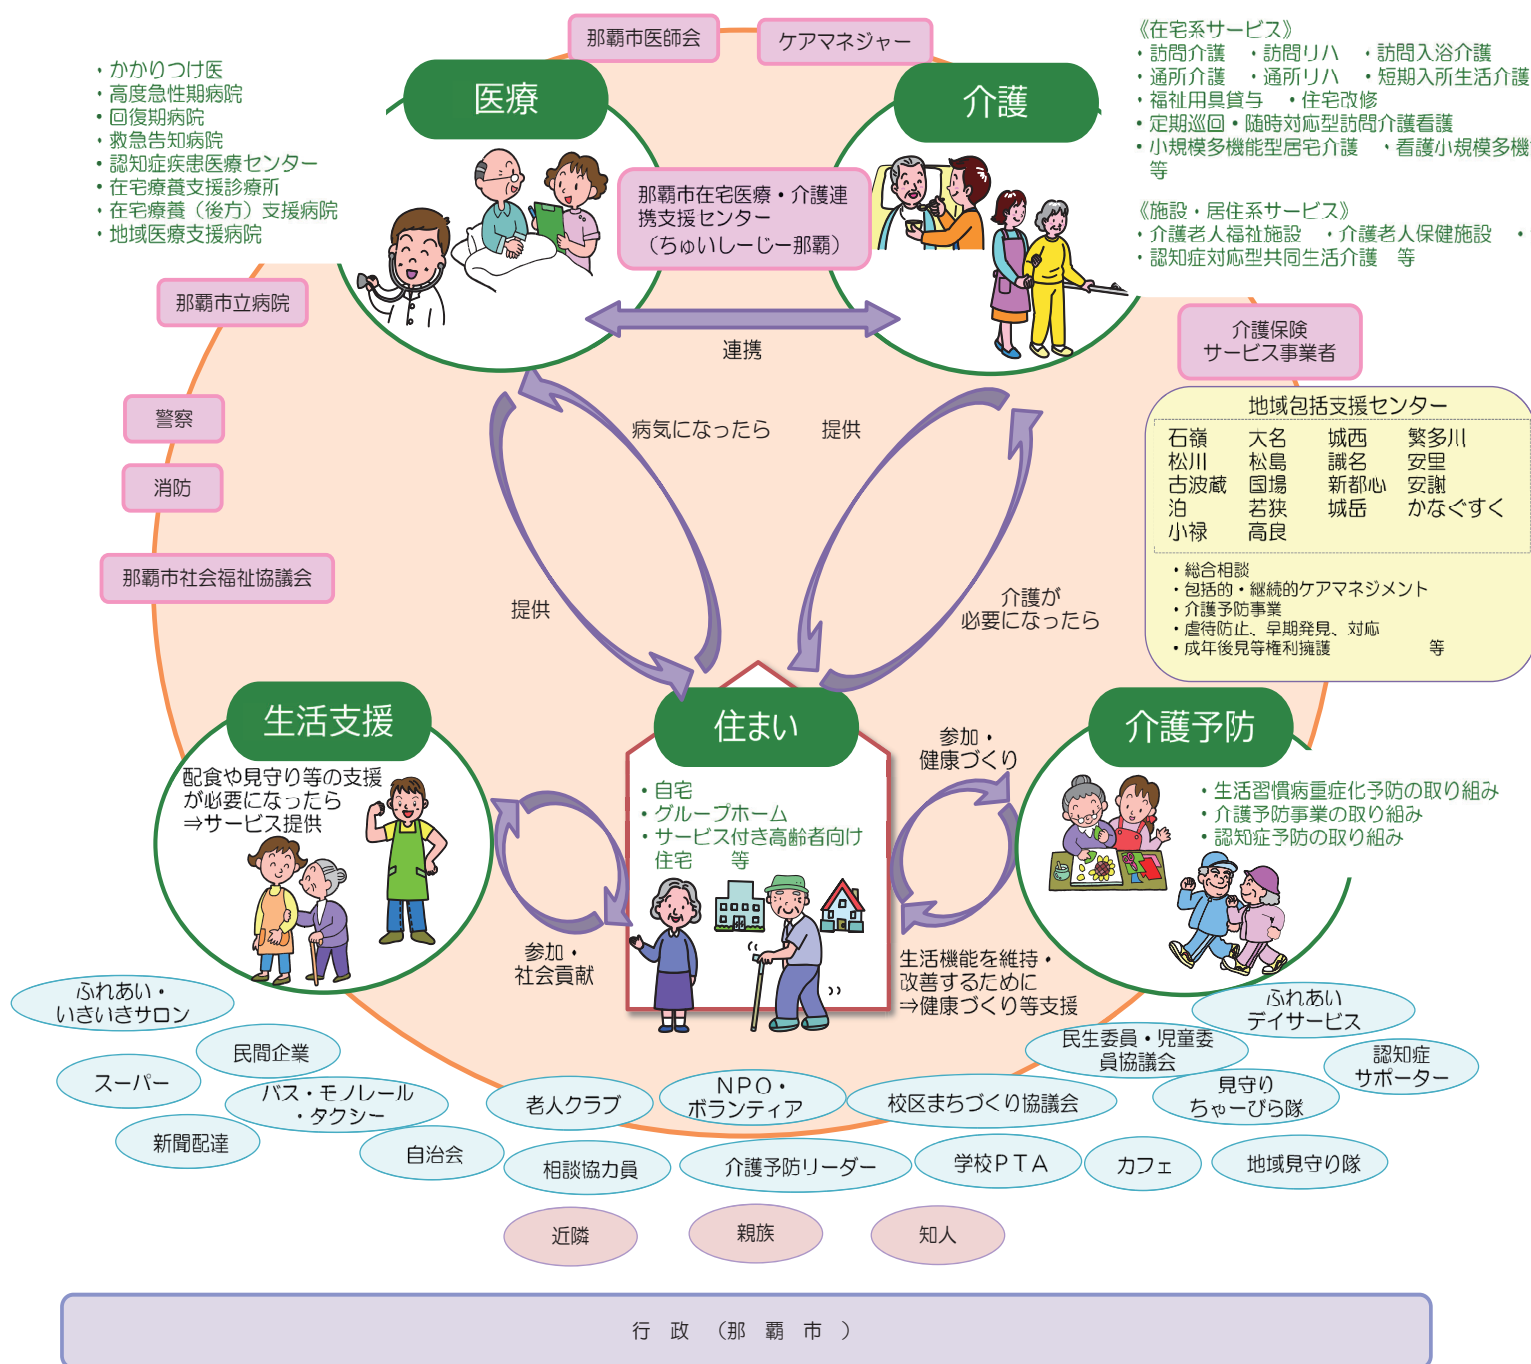 那覇市医師会
ケアマネジャー
医療
・かかりつけ医
・高度急性期病院
・回復期病院
・救急告知病院
・認知症疾患医療センター
・在宅療養支援診療所
・在宅療養（後方）支援病院
・地域医療支援病院
介護
《在宅系サービス》
・訪問介護　・訪問リハ　・訪問入浴介護
・通所介護　・通所リハ　・短期入所生活介護
・福祉用具貸与　・住宅改修
・定期巡回・随時対応型訪問介護看護
・小規模多機能型居宅介護　・看護小規模多機
等
《施設・居住系サービス》
・介護老人福祉施設　・介護老人保健施設　・
・認知症対応型共同生活介護　等
那覇市在宅医療・介護連
携支援センター
（ちゅいしーじー那覇）
連携
那覇市立病院
警察
消防
那覇市社会福祉協議会
介護保険
サービス事業者
病気になったら
提供
提供
介護が
必要になったら
地域包括支援センター
石嶺　大名　城西　繁多川
松川　松島　識名　安里
古波蔵　国場　新都心　安謝
泊　若狭　城岳　かなぐすく
小禄　高良
・総合相談
・包括的・継続的ケアマネジメント
・介護予防事業
・虐待防止、早期発見、対応
・成年後見等権利擁護　等
生活支援
配食や見守り等の支援
が必要になったら
⇒サービス提供
住まい
・自宅
・グループホーム
・サービス付き高齢者向け
住宅　等
介護予防
・生活習慣病重症化予防の取り組み
・介護予防事業の取り組み
・認知症予防の取り組み
参加・
健康づくり
参加・
社会貢献
生活機能を維持・
改善するために
⇒健康づくり等支援
ふれあい・
いきいきサロン
民間企業
スーパー
バス・モノレール
・タクシー
新聞配達
自治会
老人クラブ
相談協力員
ＮＰＯ・
ボランティア
介護予防リーダー
校区まちづくり協議会
学校ＰＴＡ
民生委員・児童委
員協議会
ふれあい
デイサービス
見守り
ちゃーびら隊
認知症
サポーター
カフェ
地域見守り隊
近隣
親族
知人
行　政　（那　覇　市　）